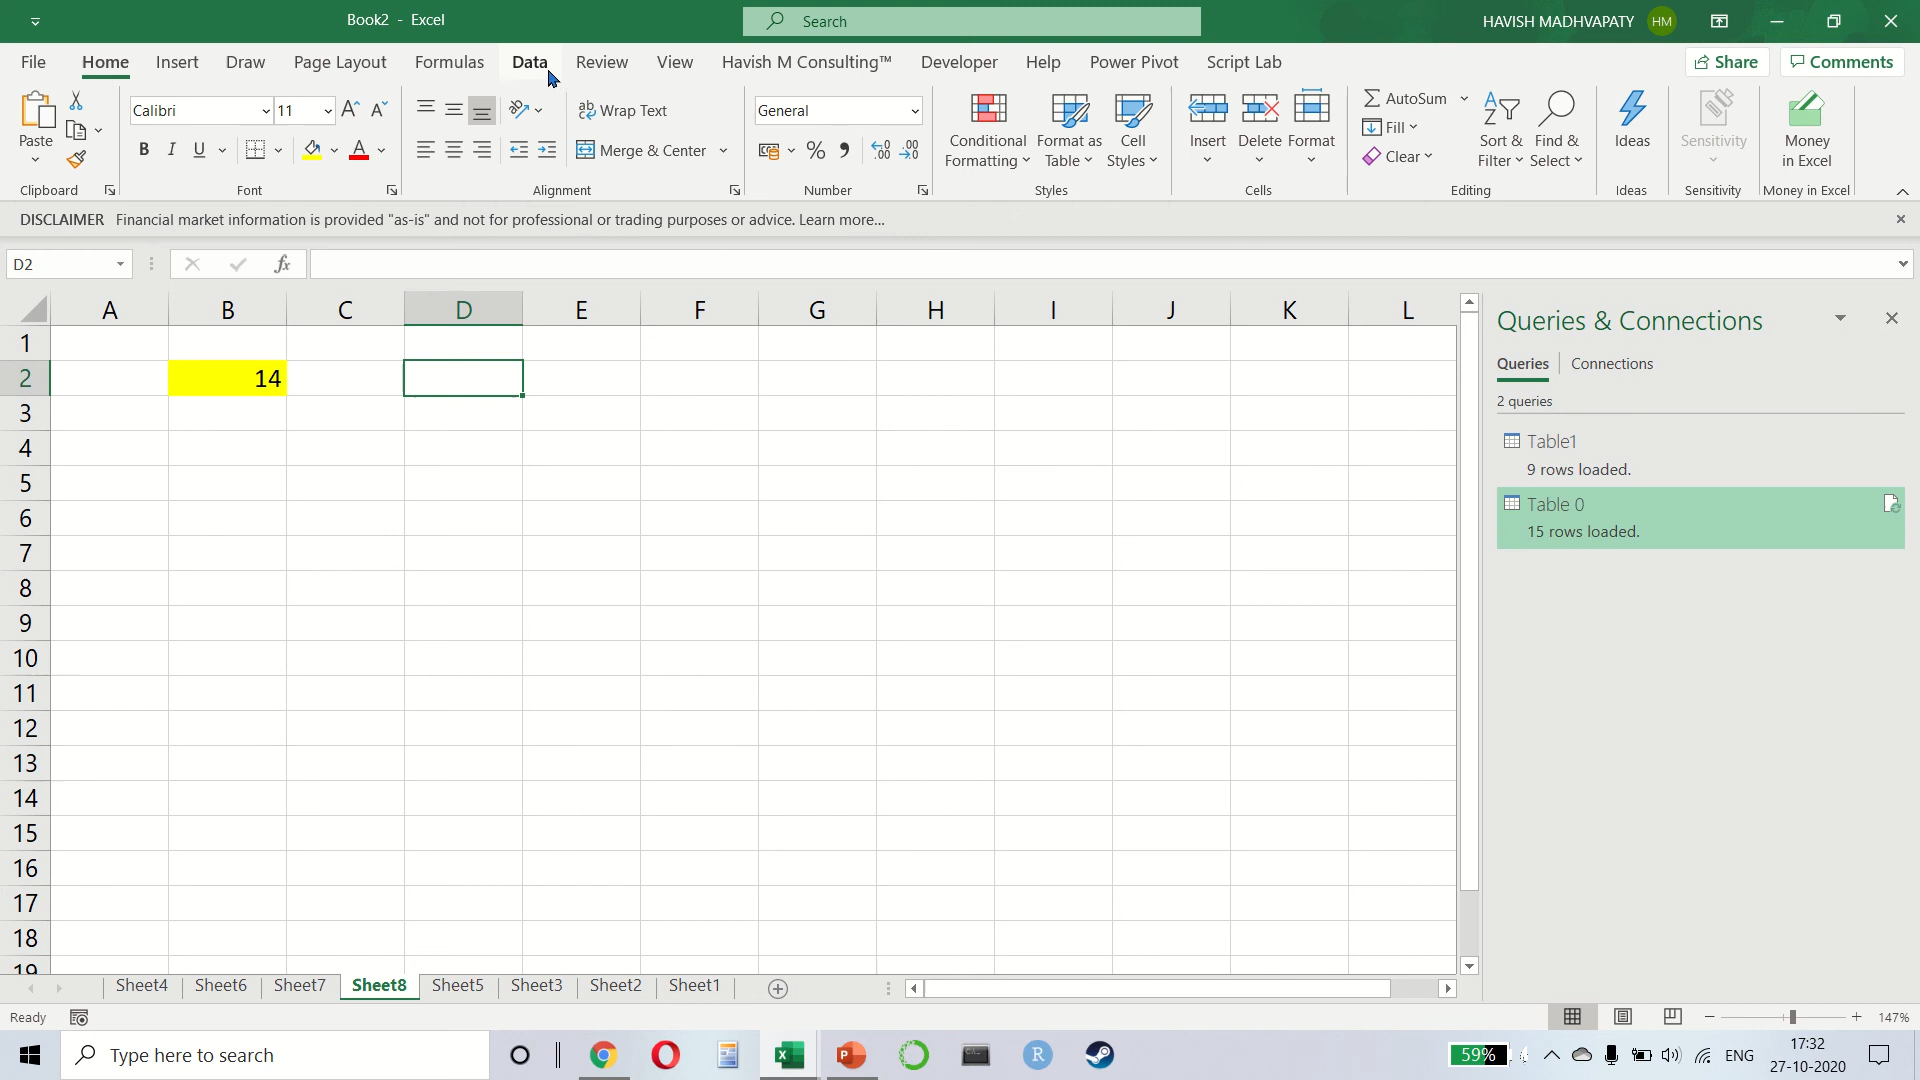 Book2 - Excel
Search
HAVISH MADHVAPATY HM
File Home Insert Draw Page Layout Formulas Data Review View Havish M Consulting™ Developer Help Power Pivot Script Lab Share Comments
Paste
Calibri 11
Wrap Text
General
Conditional Formatting
Format as Table
Cell Styles
Insert
Delete
Format
AutoSum
Fill
Clear
Sort & Filter
Find & Select
Ideas
Sensitivity
Money in Excel
B I U A
Merge & Center
Clipboard Font Alignment Number Styles Cells Editing Ideas Sensitivity Money in Excel
DISCLAIMER Financial market information is provided "as-is" and not for professional or trading purposes or advice. Learn more...
D2 fx
A B C D E F G H I J K L
1
2 14
3
4
5
6
7
8
9
10
11
12
13
14
15
16
17
18
19
Queries & Connections
Queries Connections
2 queries
Table1
9 rows loaded.
Table 0
15 rows loaded.
Sheet4 Sheet6 Sheet7 Sheet8 Sheet5 Sheet3 Sheet2 Sheet1
Ready 147%
Type here to search
59% ENG
17:32
27-10-2020